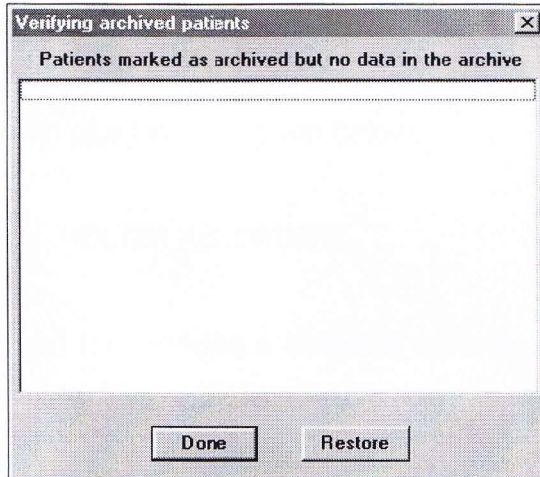 Verifying archived patients
Patients marked as archived but no data in the archive
Done
Restore